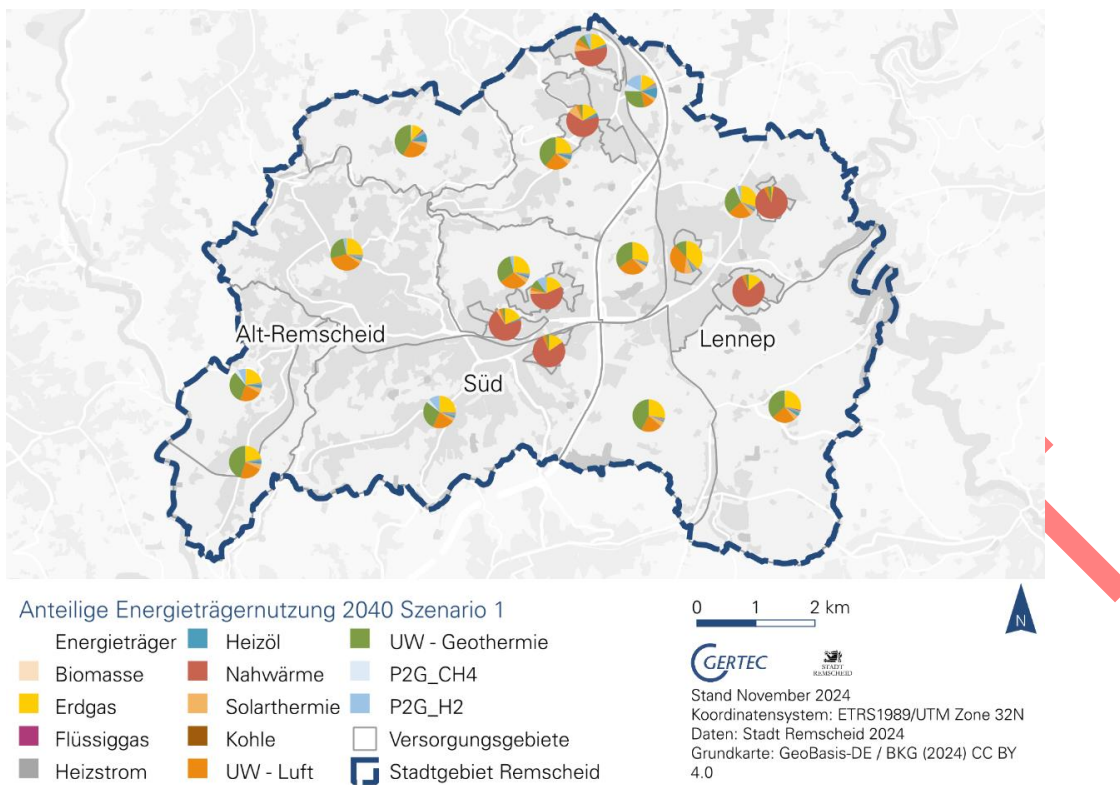 Alt-Remscheid
Lennep
Süd
Anteilige Energieträgernutzung 2040 Szenario 1
Energieträger
Biomasse
Erdgas
Flüssiggas
Heizstrom
Heizöl
Nahwärme
Solarthermie
Kohle
UW - Luft
UW - Geothermie
P2G_CH4
P2G_H2
Versorgungsgebiete
Stadtgebiet Remscheid
0 1 2 km
N
GERTEC
STADT
REMSCHEID
Stand November 2024
Koordinatensystem: ETRS1989/UTM Zone 32N
Daten: Stadt Remscheid 2024
Grundkarte: GeoBasis-DE / BKG (2024) CC BY
4.0